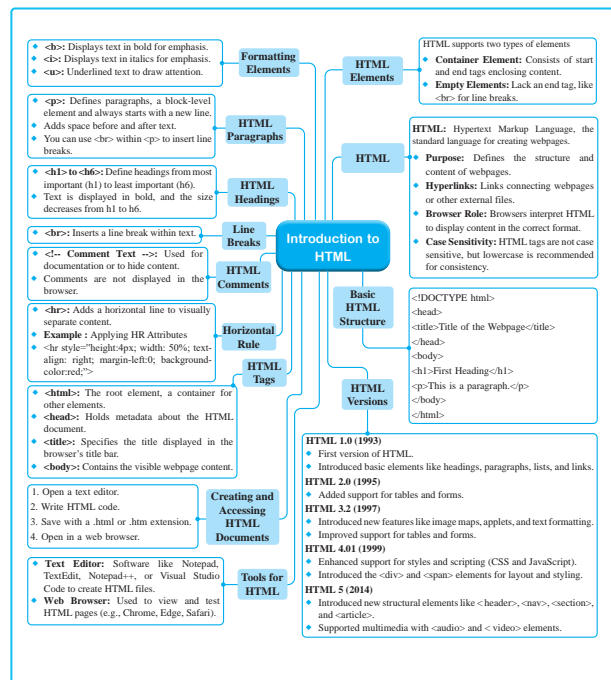 <b>: Displays text in bold for emphasis.
<i>: Displays text in italics for emphasis.
<u>: Underlined text to draw attention.
Formatting
Elements
<p>: Defines paragraphs, a block-level
element and always starts with a new line.
Adds space before and after text.
You can use <br> within <p> to insert line
breaks.
HTML
Paragraphs
<h1> to <h6>: Define headings from most
important (h1) to least important (h6).
Text is displayed in bold, and the size
decreases from h1 to h6.
HTML
Headings
<br>: Inserts a line break within text.
Line
Breaks
<!-- Comment Text -->: Used for
documentation or to hide content.
Comments are not displayed in the
browser.
HTML
Comments
<hr>: Adds a horizontal line to visually
separate content.
Example : Applying HR Attributes
<hr style="height:4px; width: 50%; text-
align: right; margin-left:0; background-
color:red;”>
Horizontal
Rule
HTML
Tags
<html>: The root element, a container for
other elements.
<head>: Holds metadata about the HTML
document.
<title>: Specifies the title displayed in the
browser's title bar.
<body>: Contains the visible webpage content.
1. Open a text editor.
2. Write HTML code.
3. Save with a .html or .htm extension.
4. Open in a web browser.
Creating and
Accessing
HTML
Documents
Text Editor: Software like Notepad,
TextEdit, Notepad++, or Visual Studio
Code to create HTML files.
Web Browser: Used to view and test
HTML pages (e.g., Chrome, Edge, Safari).
Tools for
HTML
Introduction to
HTML
HTML
Elements
HTML supports two types of elements
Container Element: Consists of start
and end tags enclosing content.
Empty Elements: Lack an end tag, like
<br> for line breaks.
HTML
HTML: Hypertext Markup Language, the
standard language for creating webpages.
Purpose: Defines the structure and
content of webpages.
Hyperlinks: Links connecting webpages
or other external files.
Browser Role: Browsers interpret HTML
to display content in the correct format.
Case Sensitivity: HTML tags are not case
sensitive, but lowercase is recommended
for consistency.
Basic
HTML
Structure
<!DOCTYPE html>
<head>
<title>Title of the Webpage</title>
</head>
<body>
<h1>First Heading</h1>
<p>This is a paragraph.</p>
</body>
</html>
HTML
Versions
HTML 1.0 (1993)
First version of HTML.
Introduced basic elements like headings, paragraphs, lists, and links.
HTML 2.0 (1995)
Added support for tables and forms.
HTML 3.2 (1997)
Introduced new features like image maps, applets, and text formatting.
Improved support for tables and forms.
HTML 4.01 (1999)
Enhanced support for styles and scripting (CSS and JavaScript).
Introduced the <div> and <span> elements for layout and styling.
HTML 5 (2014)
Introduced new structural elements like < header>, <nav>, <section>,
and <article>.
Supported multimedia with <audio> and < video> elements.